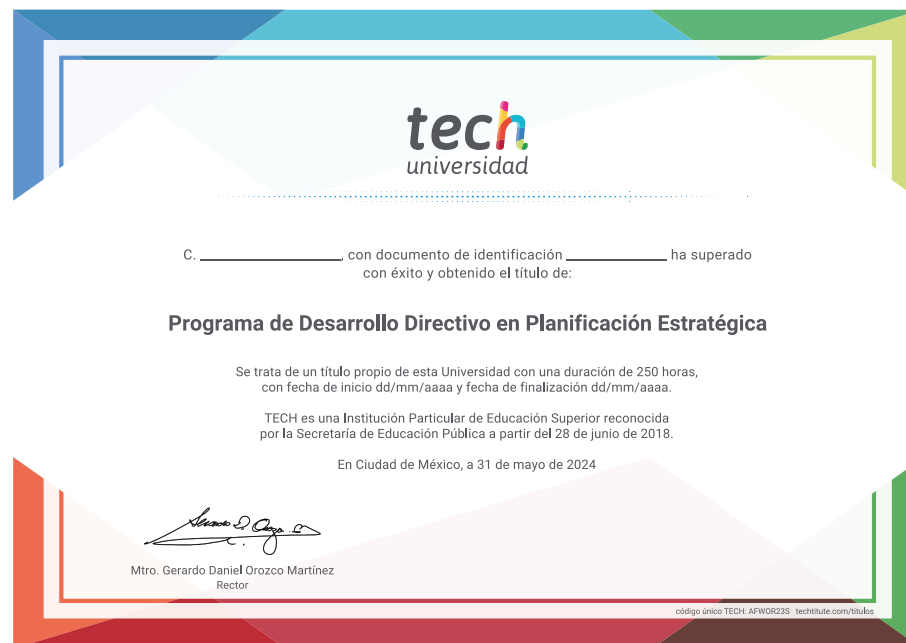 tech
universidad
C. ____________________, con documento de identificación ______________ ha superado
con éxito y obtenido el título de:
Programa de Desarrollo Directivo en Planificación Estratégica
Se trata de un título propio de esta Universidad con una duración de 250 horas,
con fecha de inicio dd/mm/aaaa y fecha de finalización dd/mm/aaaa.
TECH es una Institución Particular de Educación Superior reconocida
por la Secretaría de Educación Pública a partir del 28 de junio de 2018.
En Ciudad de México, a 31 de mayo de 2024
Mtro. Gerardo Daniel Orozco Martínez
Rector
código único TECH: AFWOR23S techtitute.com/titulos